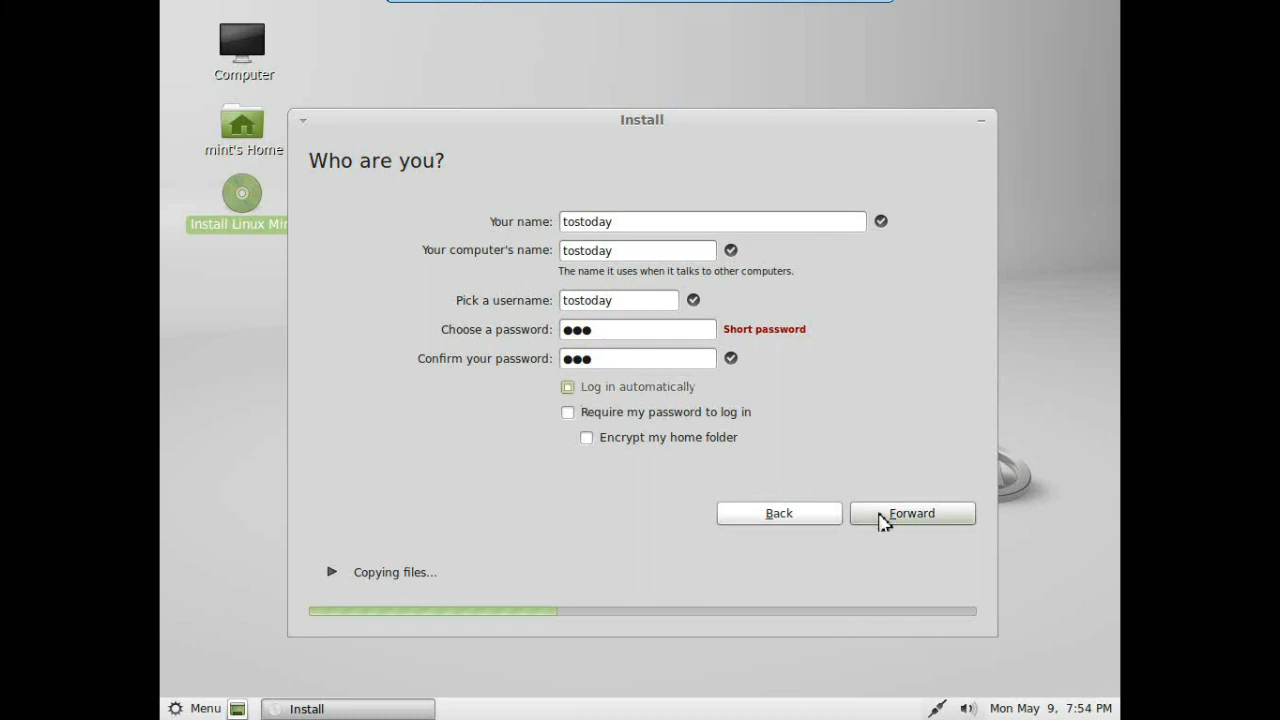 Computer
mint's Home
Install Linux Min
Install
Who are you?
Your name: tostoday
Your computer's name: tostoday
The name it uses when it talks to other computers.
Pick a username: tostoday
Choose a password: ●●● Short password
Confirm your password: ●●●
Log in automatically
Require my password to log in
Encrypt my home folder
Back Forward
Copying files...
Menu Install Mon May 9, 7:54 PM